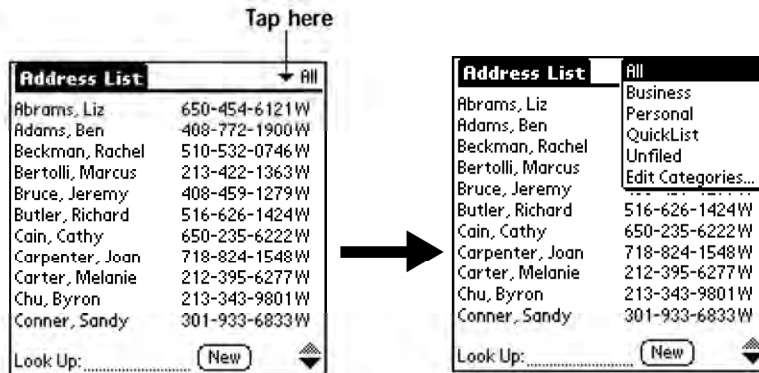 Tap here
Address List All
Abrams, Liz 650-454-6121W
Adams, Ben 408-772-1900W
Beckman, Rachel 510-532-0746W
Bertolli, Marcus 213-422-1363W
Bruce, Jeremy 408-459-1279W
Butler, Richard 516-626-1424W
Cain, Cathy 650-235-6222W
Carpenter, Joan 718-824-1548W
Carter, Melanie 212-395-6277W
Chu, Byron 213-343-9801W
Conner, Sandy 301-933-6833W
Look Up: New
Address List
All
Business
Personal
QuickList
Unfiled
Edit Categories...
Abrams, Liz
Adams, Ben
Beckman, Rachel
Bertolli, Marcus
Bruce, Jeremy
Butler, Richard 516-626-1424W
Cain, Cathy 650-235-6222W
Carpenter, Joan 718-824-1548W
Carter, Melanie 212-395-6277W
Chu, Byron 213-343-9801W
Conner, Sandy 301-933-6833W
Look Up: New